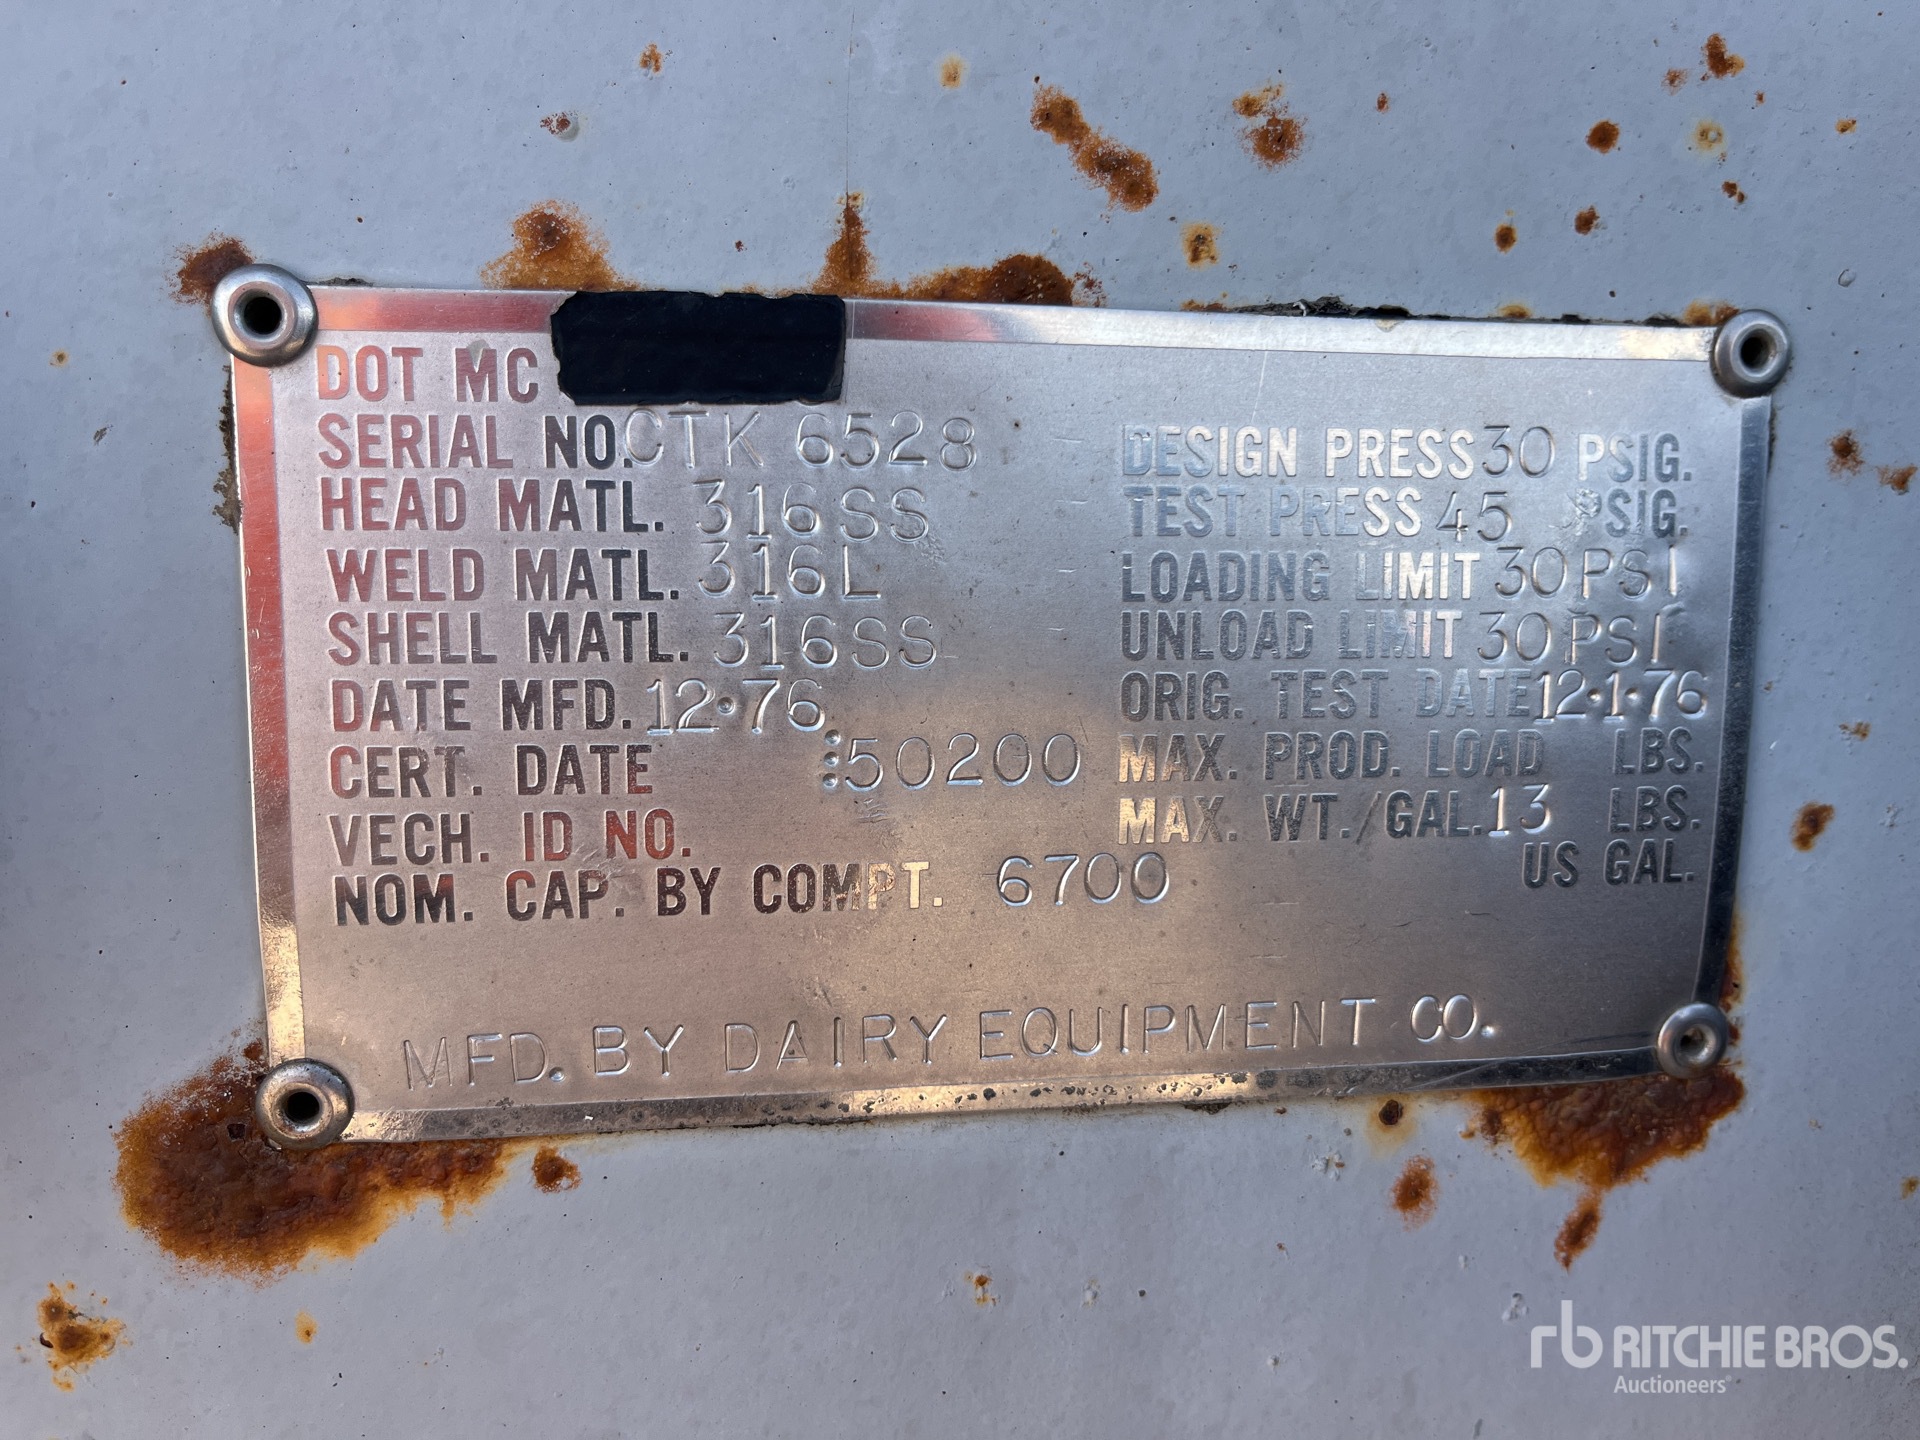 DOT MC
SERIAL NO. CTK 6528
HEAD MATL. 316SS
WELD MATL. 316L
SHELL MATL. 316SS
DATE MFD. 12·76
CERT. DATE
VECH. ID NO.
NOM. CAP. BY COMPT. 6700 US GAL.
DESIGN PRESS 30 PSIG.
TEST PRESS 45 PSIG.
LOADING LIMIT 30 PSI
UNLOAD LIMIT 30 PSI
ORIG. TEST DATE 12·1·76
50200 MAX. PROD. LOAD LBS.
MAX. WT./GAL. 13 LBS.
MFD. BY DAIRY EQUIPMENT CO.
rb RITCHIE BROS.
Auctioneers